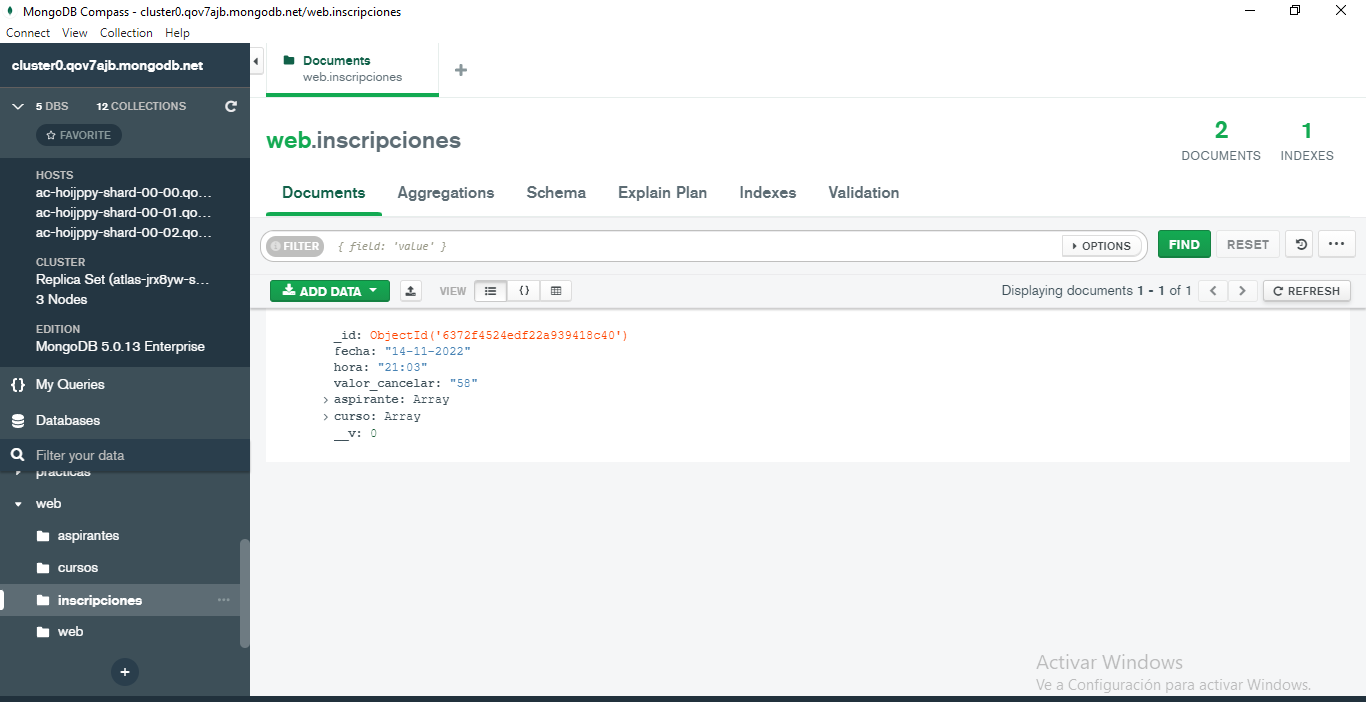 MongoDB Compass - cluster0.qov7ajb.mongodb.net/web.inscripciones
Connect View Collection Help
cluster0.qov7ajb.mongodb.net
5 DBS 12 COLLECTIONS
FAVORITE
HOSTS
ac-hoijppy-shard-00-00.qo...
ac-hoijppy-shard-00-01.qo...
ac-hoijppy-shard-00-02.qo...
CLUSTER
Replica Set (atlas-jrx8yw-s...
3 Nodes
EDITION
MongoDB 5.0.13 Enterprise
{} My Queries
Databases
Filter your data
practicas
web
aspirantes
cursos
inscripciones ...
web
+
Documents
web.inscripciones
+
web.inscripciones
2
DOCUMENTS
1
INDEXES
Documents Aggregations Schema Explain Plan Indexes Validation
FILTER { field: 'value' } OPTIONS FIND RESET ...
ADD DATA VIEW {} Displaying documents 1 - 1 of 1 < > REFRESH
_id: ObjectId('6372f4524edf22a939418c40')
fecha: "14-11-2022"
hora: "21:03"
valor_cancelar: "58"
> aspirante: Array
> curso: Array
__v: 0
Activar Windows
Ve a Configuración para activar Windows.